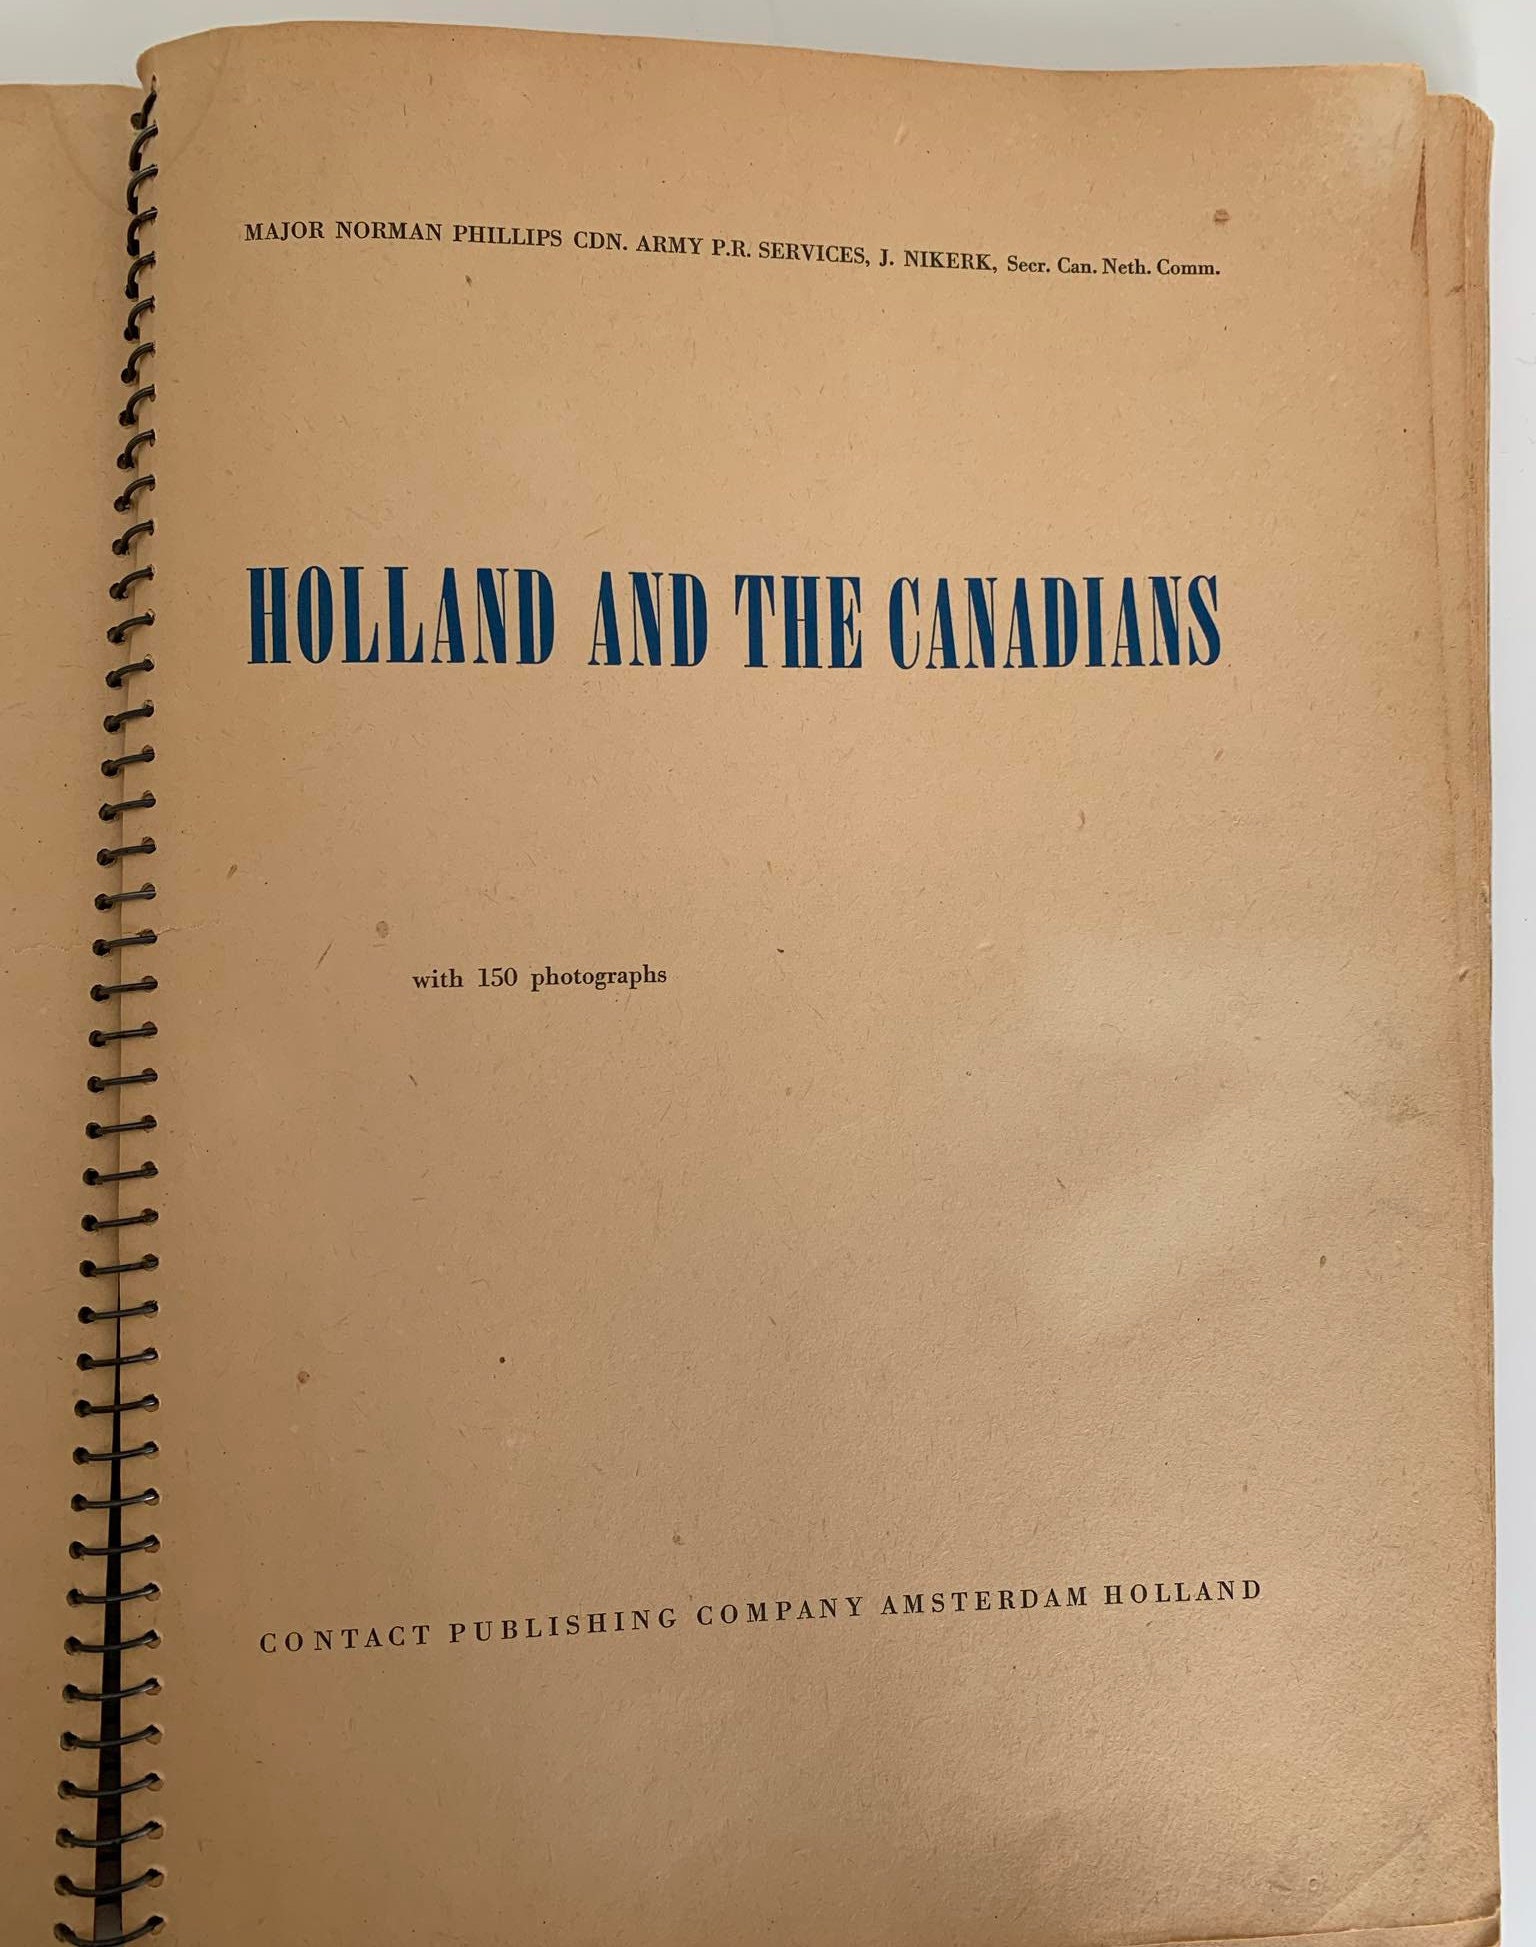 MAJOR NORMAN PHILLIPS CDN. ARMY P.R. SERVICES, J. NIKERK, Secr. Can. Neth. Comm.
HOLLAND AND THE CANADIANS
with 150 photographs
CONTACT PUBLISHING COMPANY AMSTERDAM HOLLAND